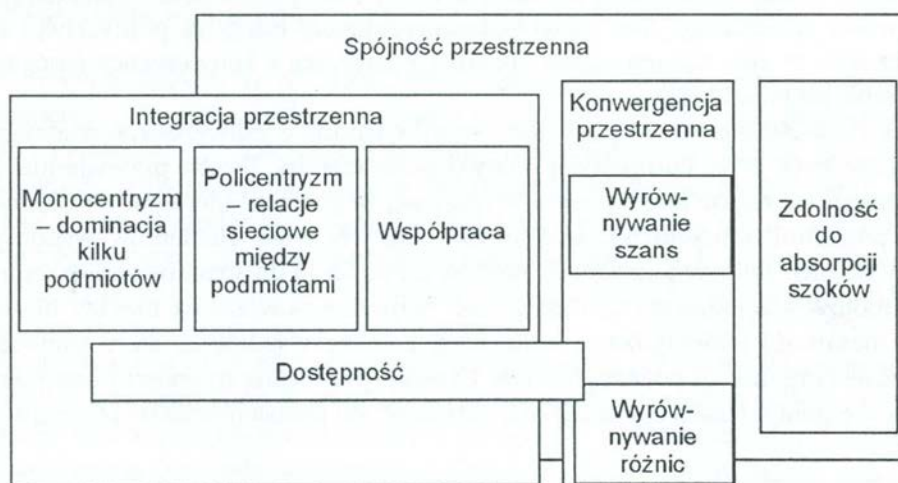 Spójność przestrzenna
Integracja przestrzenna
Monocentryzm
– dominacja
kilku
podmiotów
Policentryzm
– relacje
sieciowe
między
podmiotami
Współpraca
Dostępność
Konwergencja
przestrzenna
Wyrów-
nywanie
szans
Wyrów-
nywanie
różnic
Zdolność
do
absorpcji
szoków